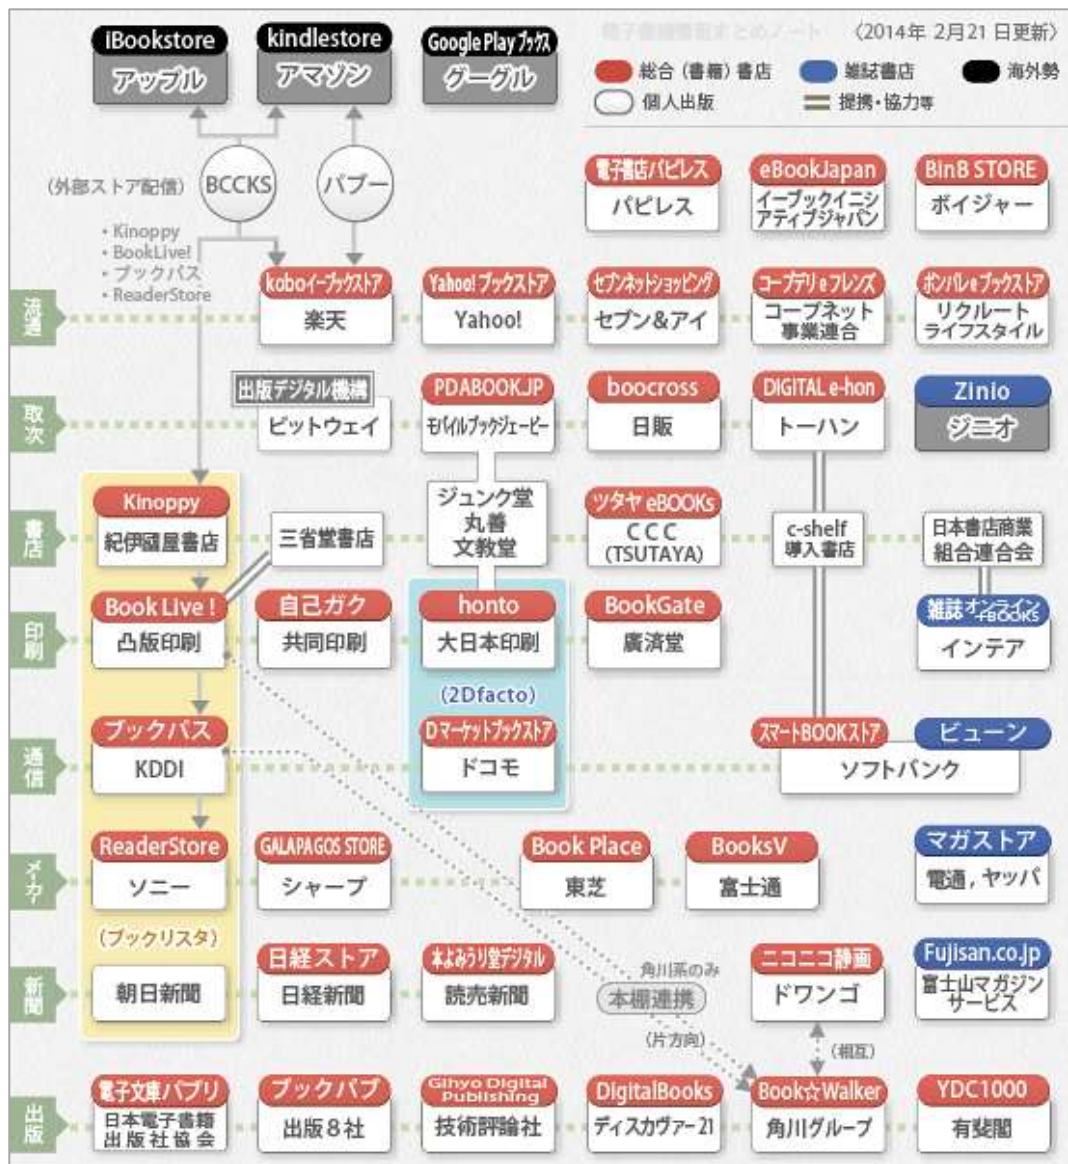 iBookstore
アップル
kindlestore
アマゾン
Google Play ブックス
グーグル
電子書籍情報まとめノート 〈2014年 2月21日更新〉
総合（書籍）書店 雑誌書店 海外勢
個人出版 提携・協力等
（外部ストア配信）
BCCKS
パブー
・Kinoppy
・BookLive!
・ブックパス
・ReaderStore
電子書店パピレス
パピレス
eBookJapan
イーブックイニシ
アティブジャパン
BinB STORE
ボイジャー
流通
koboイーブックストア
楽天
Yahoo! ブックストア
Yahoo!
セブンネットショッピング
セブン&アイ
コープデリ e フレンズ
コープネット
事業連合
ポンパレ e ブックストア
リクルート
ライフスタイル
取次
出版デジタル機構
ビットウェイ
PDABOOK.JP
モバイルブックジェーピー
boocross
日販
DIGITAL e-hon
トーハン
Zinio
ジニオ
書店
Kinoppy
紀伊國屋書店
三省堂書店
ジュンク堂
丸善
文教堂
ツタヤ eBOOKs
CCC
(TSUTAYA)
c-shelf
導入書店
日本書店商業
組合連合会
印刷
Book Live !
凸版印刷
自己ガク
共同印刷
honto
大日本印刷
BookGate
廣済堂
雑誌オンライン
+BOOKS
インテア
(2Dfacto)
通信
ブックパス
KDDI
Dマーケットブックストア
ドコモ
スマートBOOKストア
ビューン
ソフトバンク
メーカー
ReaderStore
ソニー
GALAPAGOS STORE
シャープ
Book Place
東芝
BooksV
富士通
マガストア
電通，ヤッパ
(ブックリスタ)
新聞
朝日新聞
日経ストア
日経新聞
本よみうり堂デジタル
読売新聞
角川系のみ
本棚連携
(片方向)
ニコニコ静画
ドワンゴ
(相互)
Fujisan.co.jp
富士山マガジン
サービス
出版
電子文庫パブリ
日本電子書籍
出版社協会
ブックパブ
出版８社
Gihyo Digital
Publishing
技術評論社
DigitalBooks
ディスカヴァー21
Book☆Walker
角川グループ
YDC1000
有斐閣